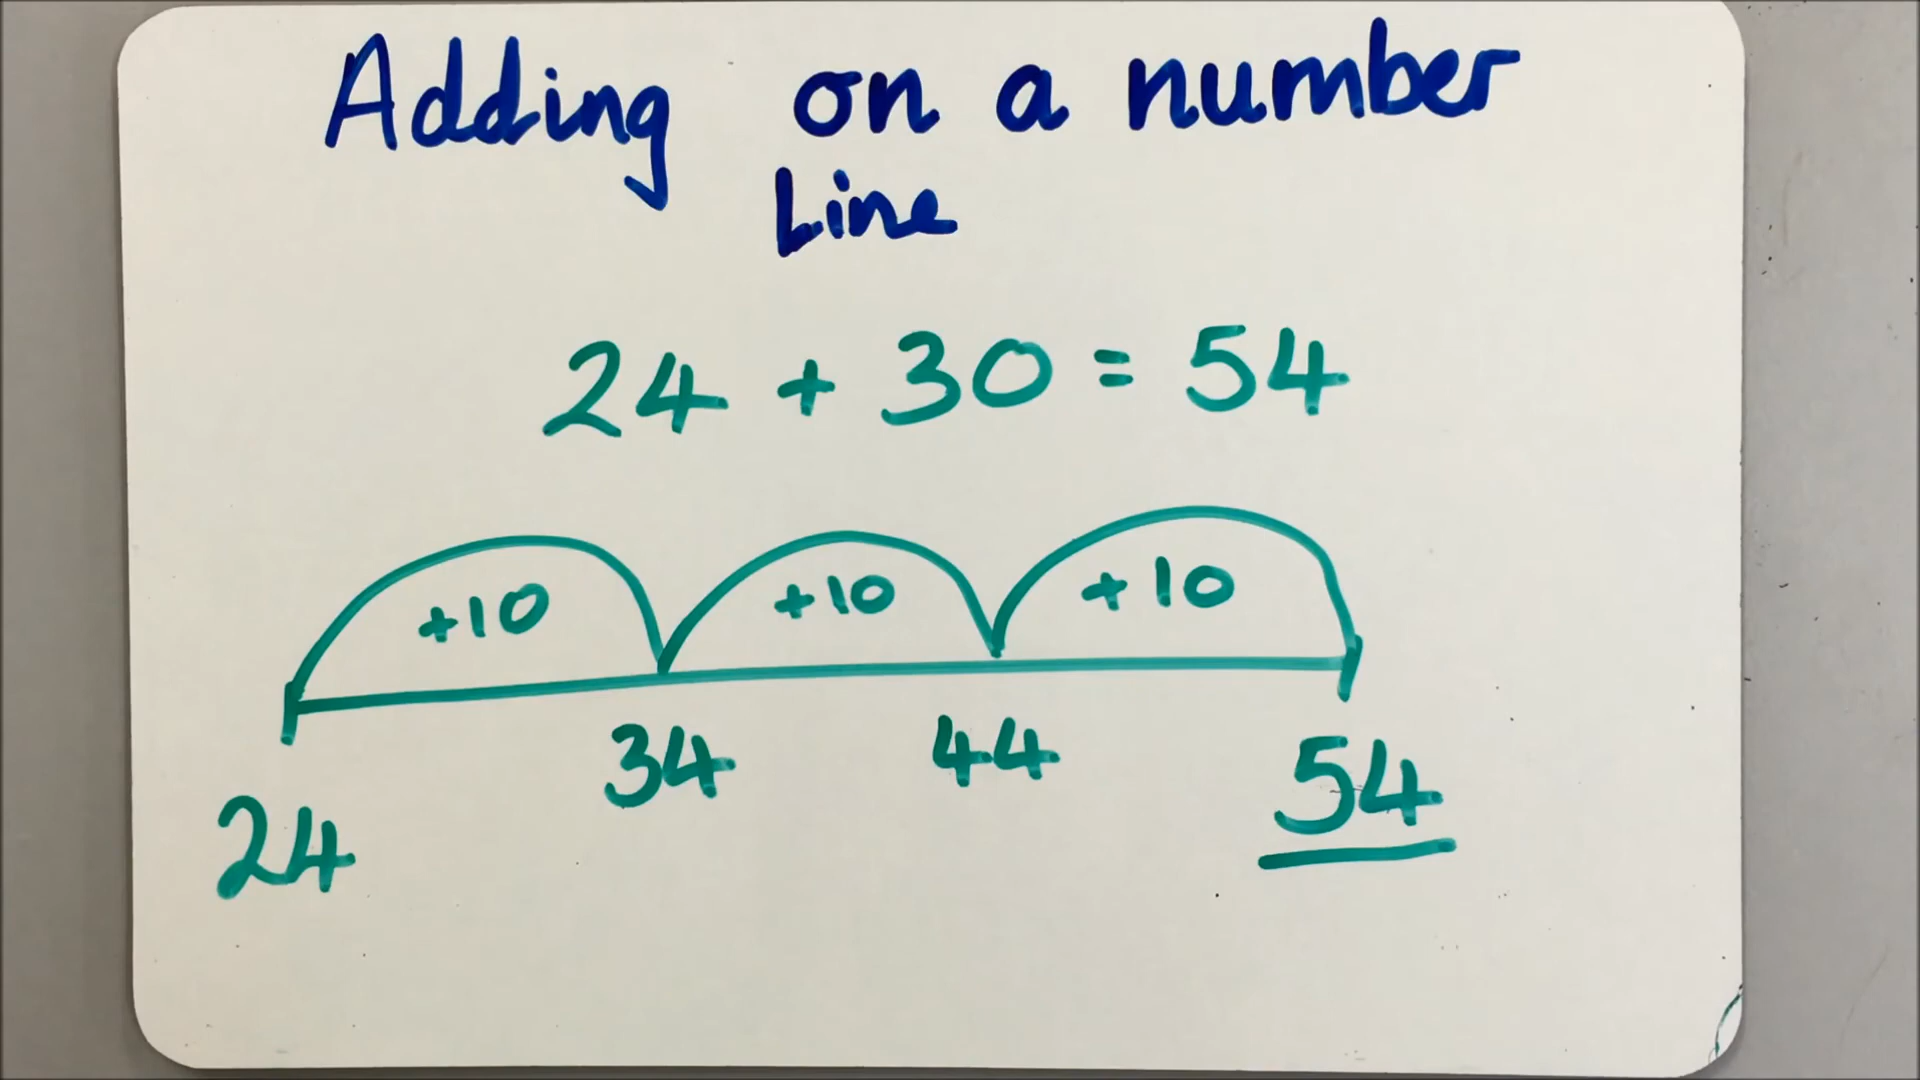 Adding on a number
Line
24 + 30 = 54
+10 +10 +10
24 34 44 54